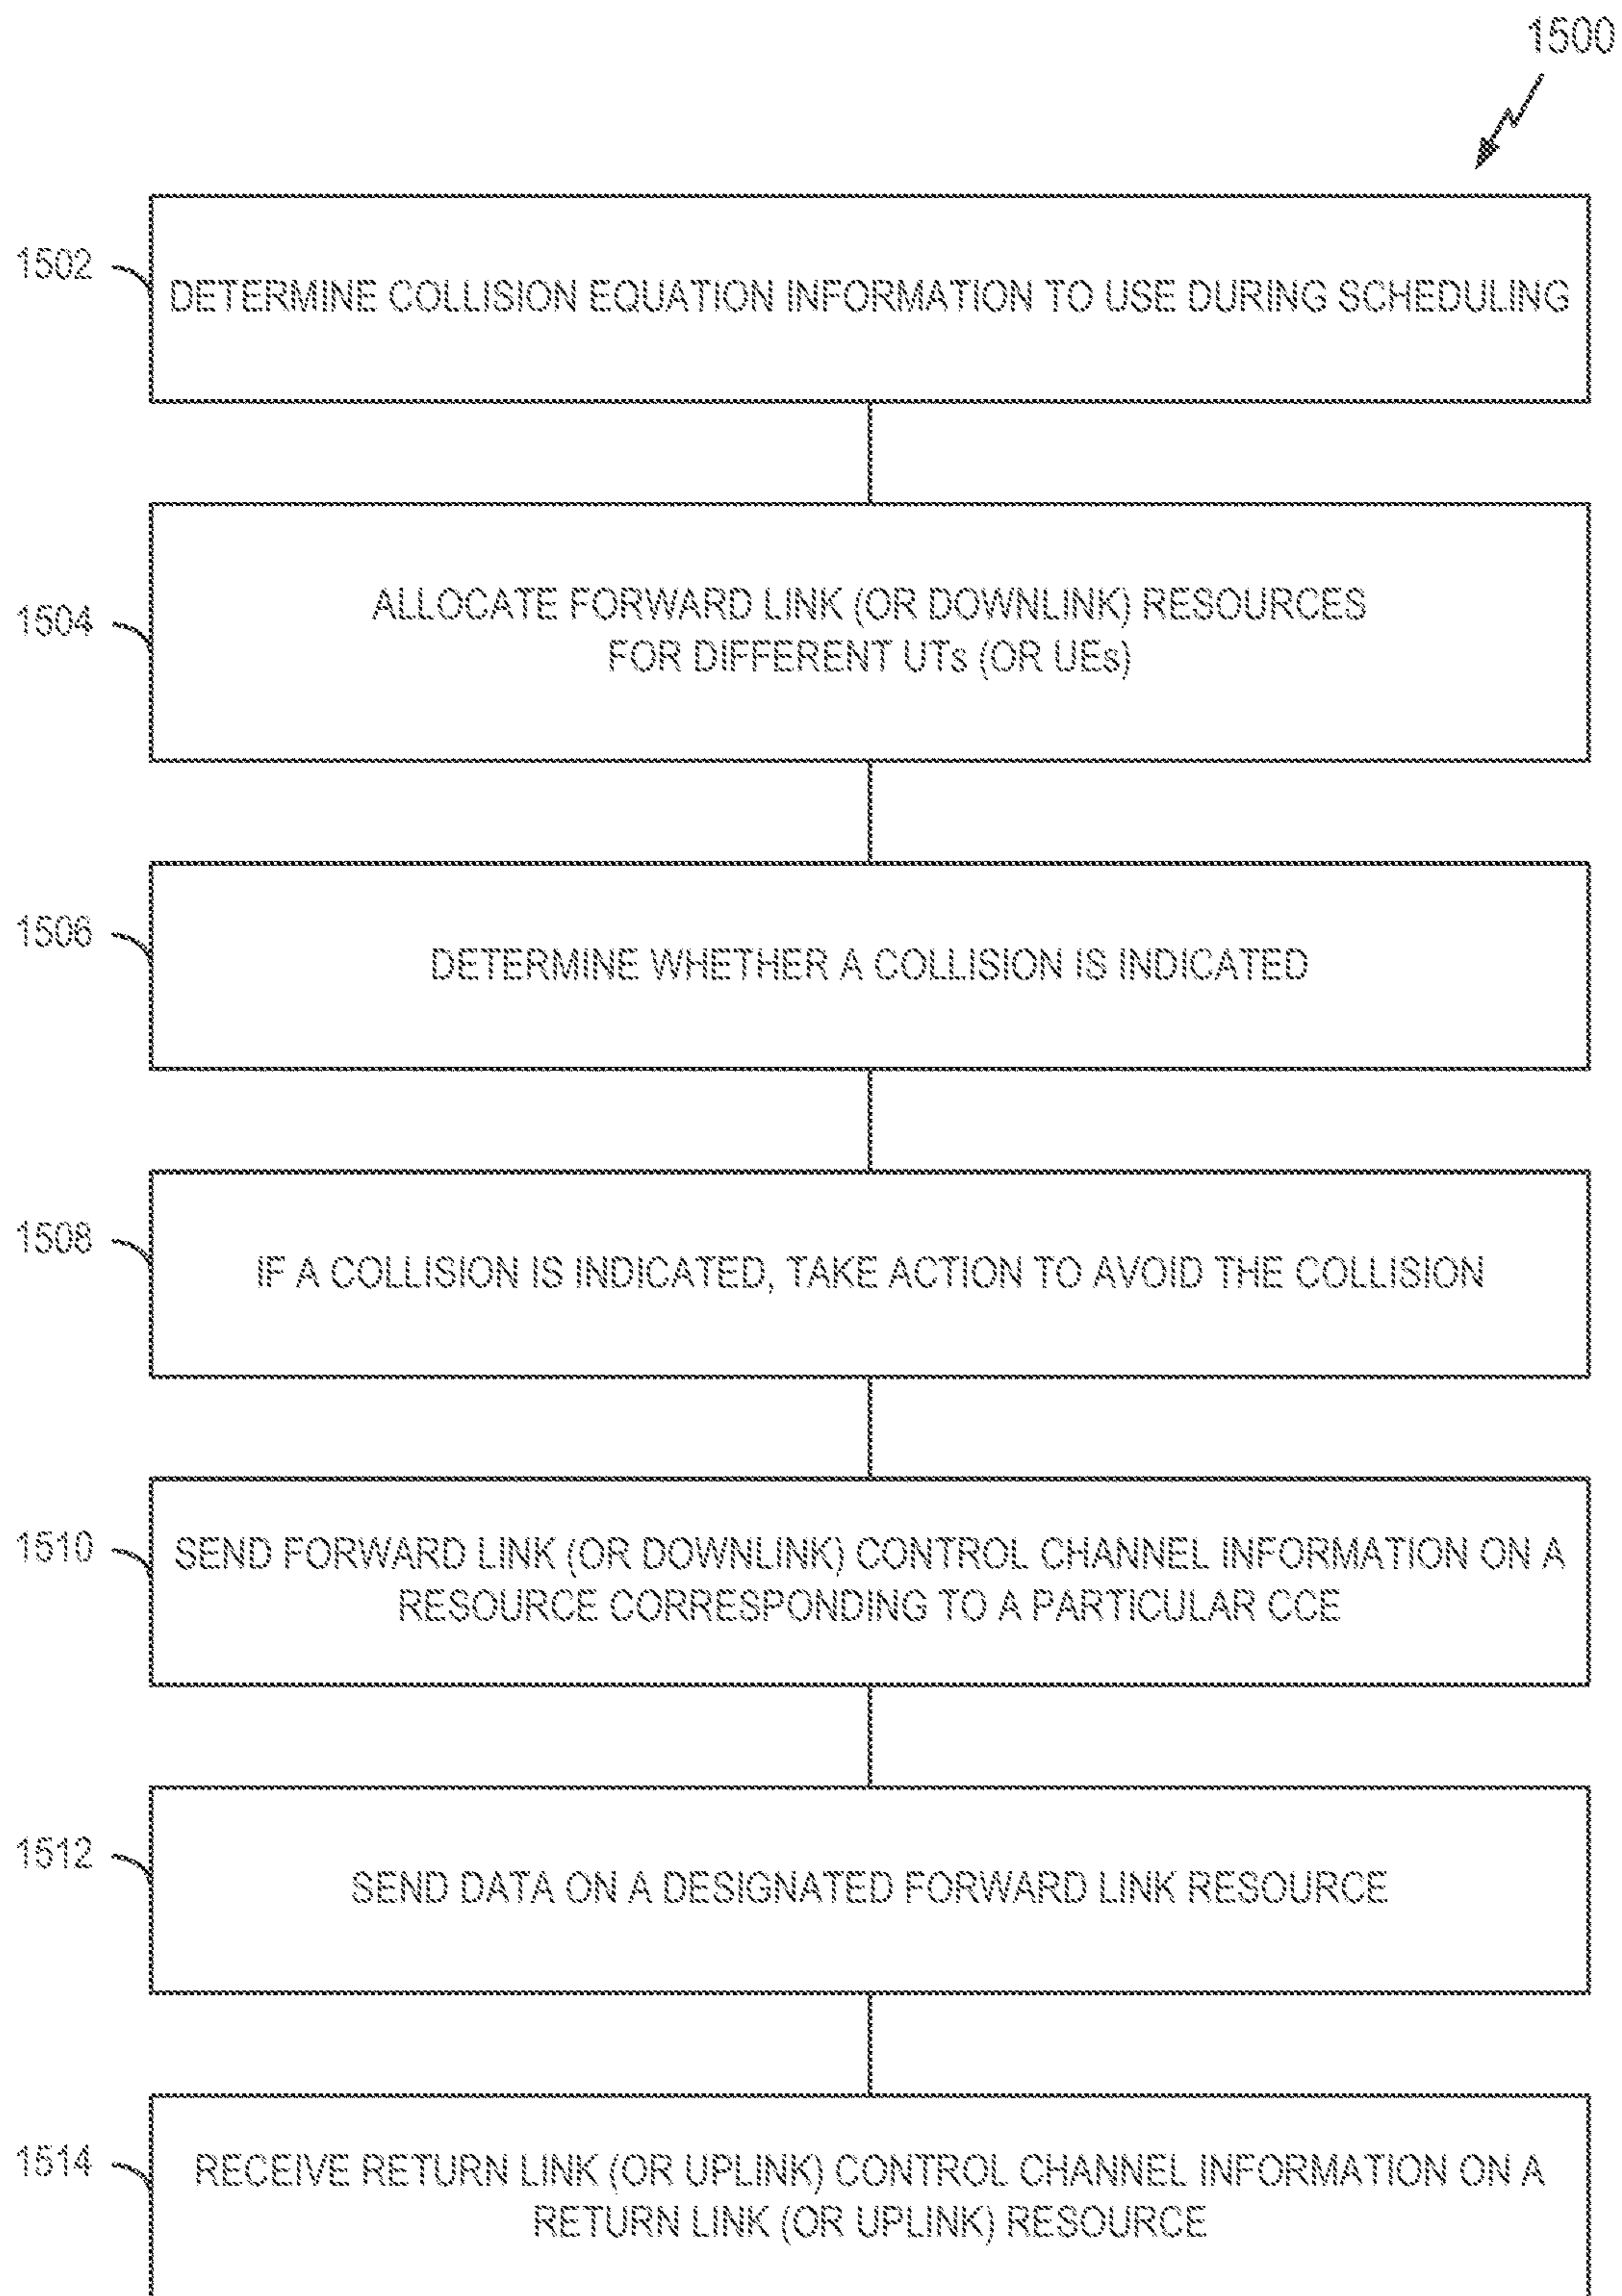 1500
1502
DETERMINE COLLISION EQUATION INFORMATION TO USE DURING SCHEDULING
1504
ALLOCATE FORWARD LINK (OR DOWNLINK) RESOURCES
FOR DIFFERENT UTs (OR UEs)
1506
DETERMINE WHETHER A COLLISION IS INDICATED
1508
IF A COLLISION IS INDICATED, TAKE ACTION TO AVOID THE COLLISION
1510
SEND FORWARD LINK (OR DOWNLINK) CONTROL CHANNEL INFORMATION ON A
RESOURCE CORRESPONDING TO A PARTICULAR CCE
1512
SEND DATA ON A DESIGNATED FORWARD LINK RESOURCE
1514
RECEIVE RETURN LINK (OR UPLINK) CONTROL CHANNEL INFORMATION ON A
RETURN LINK (OR UPLINK) RESOURCE